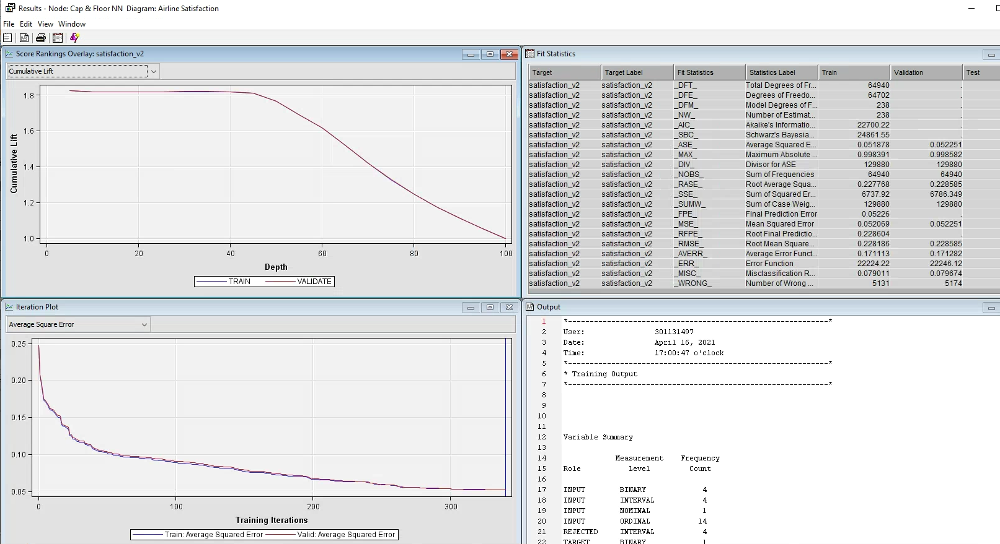 Results - Node: Cap & Floor NN  Diagram: Airline Satisfaction
File  Edit  View  Window
Score Rankings Overlay: satisfaction_v2
Cumulative Lift
1.8
1.6
1.4
1.2
1.0
Cumulative Lift
0  20  40  60  80  100
Depth
TRAIN  VALIDATE
Fit Statistics
Target  Target Label  Fit Statistics  Statistics Label  Train  Validation  Test
satisfaction_v2  satisfaction_v2  _DFT_  Total Degrees of Fr...  64940  .
satisfaction_v2  satisfaction_v2  _DFE_  Degrees of Freedo...  64702  .
satisfaction_v2  satisfaction_v2  _DFM_  Model Degrees of F...  238  .
satisfaction_v2  satisfaction_v2  _NW_  Number of Estimat...  238  .
satisfaction_v2  satisfaction_v2  _AIC_  Akaike's Informatio...  22700.22  .
satisfaction_v2  satisfaction_v2  _SBC_  Schwarz's Bayesia...  24861.55  .
satisfaction_v2  satisfaction_v2  _ASE_  Average Squared E...  0.051878  0.052251
satisfaction_v2  satisfaction_v2  _MAX_  Maximum Absolute ...  0.998391  0.998582
satisfaction_v2  satisfaction_v2  _DIV_  Divisor for ASE  129880  129880
satisfaction_v2  satisfaction_v2  _NOBS_  Sum of Frequencies  64940  64940
satisfaction_v2  satisfaction_v2  _RASE_  Root Average Squa...  0.227768  0.228585
satisfaction_v2  satisfaction_v2  _SSE_  Sum of Squared Er...  6737.92  6786.349
satisfaction_v2  satisfaction_v2  _SUMW_  Sum of Case Weig...  129880  129880
satisfaction_v2  satisfaction_v2  _FPE_  Final Prediction Error  0.05226  .
satisfaction_v2  satisfaction_v2  _MSE_  Mean Squared Error  0.052069  0.052251
satisfaction_v2  satisfaction_v2  _RFPE_  Root Final Predictio...  0.228604  .
satisfaction_v2  satisfaction_v2  _RMSE_  Root Mean Square...  0.228186  0.228585
satisfaction_v2  satisfaction_v2  _AVERR_  Average Error Funct...  0.171113  0.171282
satisfaction_v2  satisfaction_v2  _ERR_  Error Function  22224.22  22246.12
satisfaction_v2  satisfaction_v2  _MISC_  Misclassification R...  0.079011  0.079674
satisfaction_v2  satisfaction_v2  _WRONG_  Number of Wrong ...  5131  5174
Iteration Plot
Average Square Error
0.25
0.20
0.15
0.10
0.05
0  100  200  300
Training Iterations
Train: Average Squared Error  Valid: Average Squared Error
Output
1  *------------------------------------------------------------*
2  User:  301131497
3  Date:  April 16, 2021
4  Time:  17:00:47 o'clock
5  *------------------------------------------------------------*
6  * Training Output
7  *------------------------------------------------------------*
8
9
10
11
12  Variable Summary
13
14  Measurement  Frequency
15  Role  Level  Count
16
17  INPUT  BINARY  4
18  INPUT  INTERVAL  4
19  INPUT  NOMINAL  1
20  INPUT  ORDINAL  14
21  REJECTED  INTERVAL  4
22  TARGET  BINARY  1